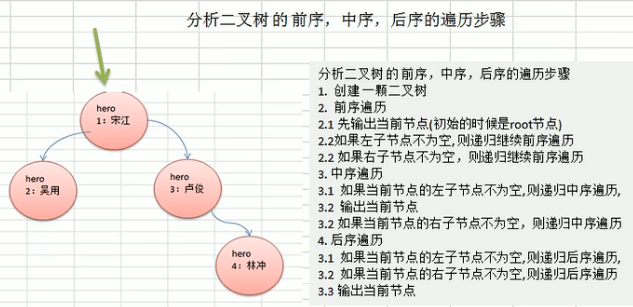 分析二叉树的前序，中序，后序的遍历步骤
hero
1：宋江
hero
2：吴用
hero
3：卢俊
hero
4：林冲
分析二叉树的前序，中序，后序的遍历步骤
1. 创建一颗二叉树
2. 前序遍历
2.1 先输出当前节点(初始的时候是root节点)
2.2如果左子节点不为空,则递归继续前序遍历
2.2 如果右子节点不为空，则递归继续前序遍历
3. 中序遍历
3.1 如果当前节点的左子节点不为空,则递归中序遍历,
3.2 输出当前节点
3.2 如果当前节点的右子节点不为空，则递归中序遍历
4. 后序遍历
3.1 如果当前节点的左子节点不为空,则递归后序遍历,
3.2 如果当前节点的右子节点不为空,则递归后序遍历
3.3 输出当前节点